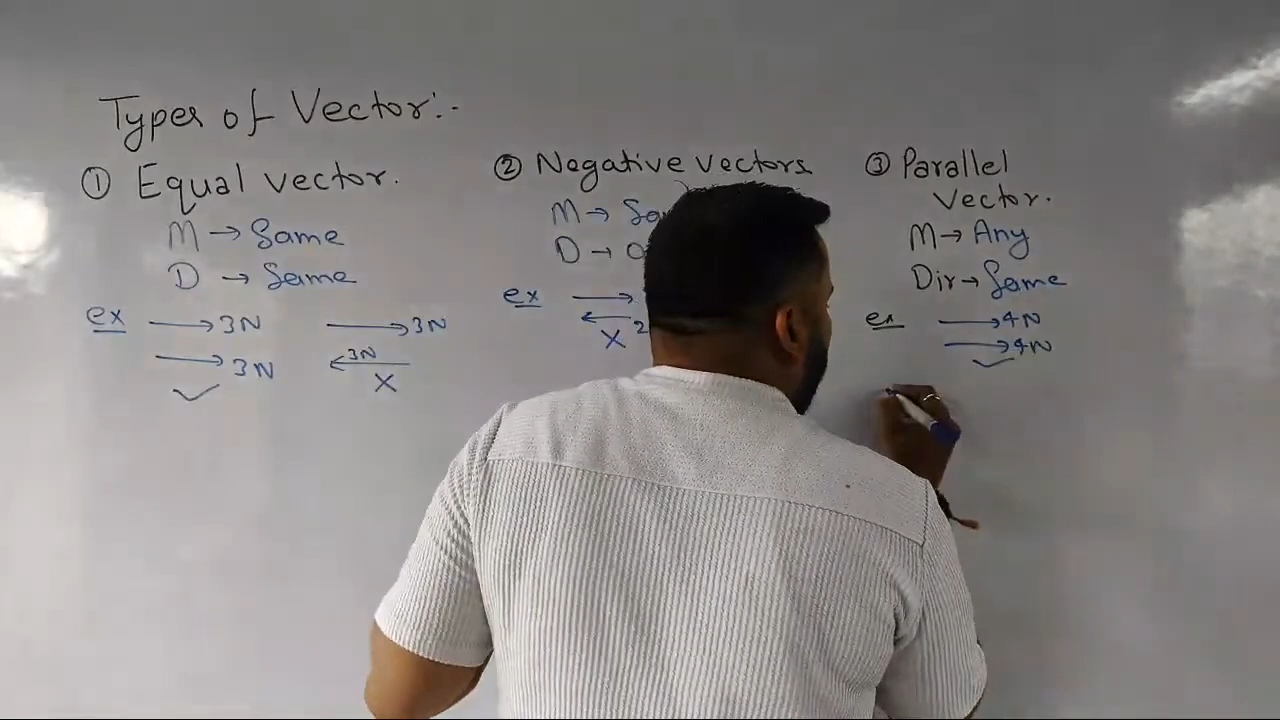 Types of Vector:-
① Equal vector.
M → Same
D → Same
ex → 3N → 3N
→ 3N ← 3N
✓ X
② Negative vectors
M →
D →
ex →
← 2
X
③ Parallel
Vector.
M → Any
Dir → Same
ex → 4N
→ 4N
✓